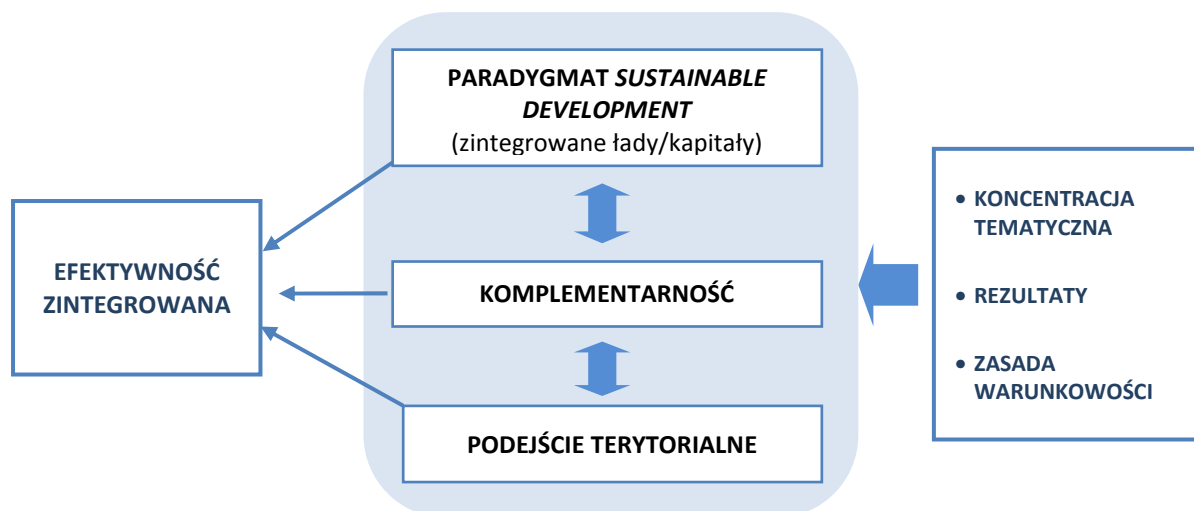 PARADYGMAT SUSTAINABLE
DEVELOPMENT
(zintegrowane łady/kapitały)
EFEKTYWNOŚĆ
ZINTEGROWANA
KOMPLEMENTARNOŚĆ
PODEJŚCIE TERYTORIALNE
• KONCENTRACJA
TEMATYCZNA
• REZULTATY
• ZASADA
WARUNKOWOŚCI